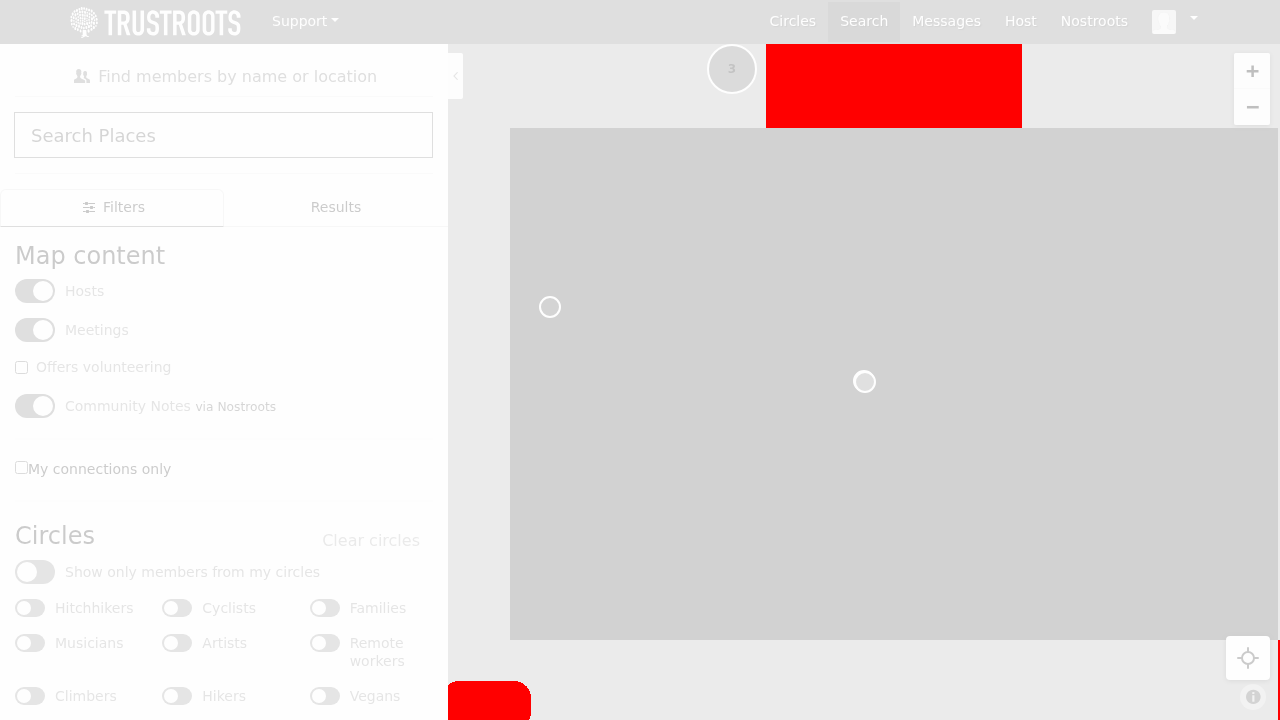 TRUSTROOTS
Support
Circles
Search
Messages
Host
Nostroots
Find members by name or location
Search Places
Filters
Results
Map content
Hosts
Meetings
Offers volunteering
Community Notes via Nostroots
My connections only
Circles
Clear circles
Show only members from my circles
Hitchhikers
Cyclists
Families
Musicians
Artists
Remote
workers
Climbers
Hikers
Vegans
3
+
−